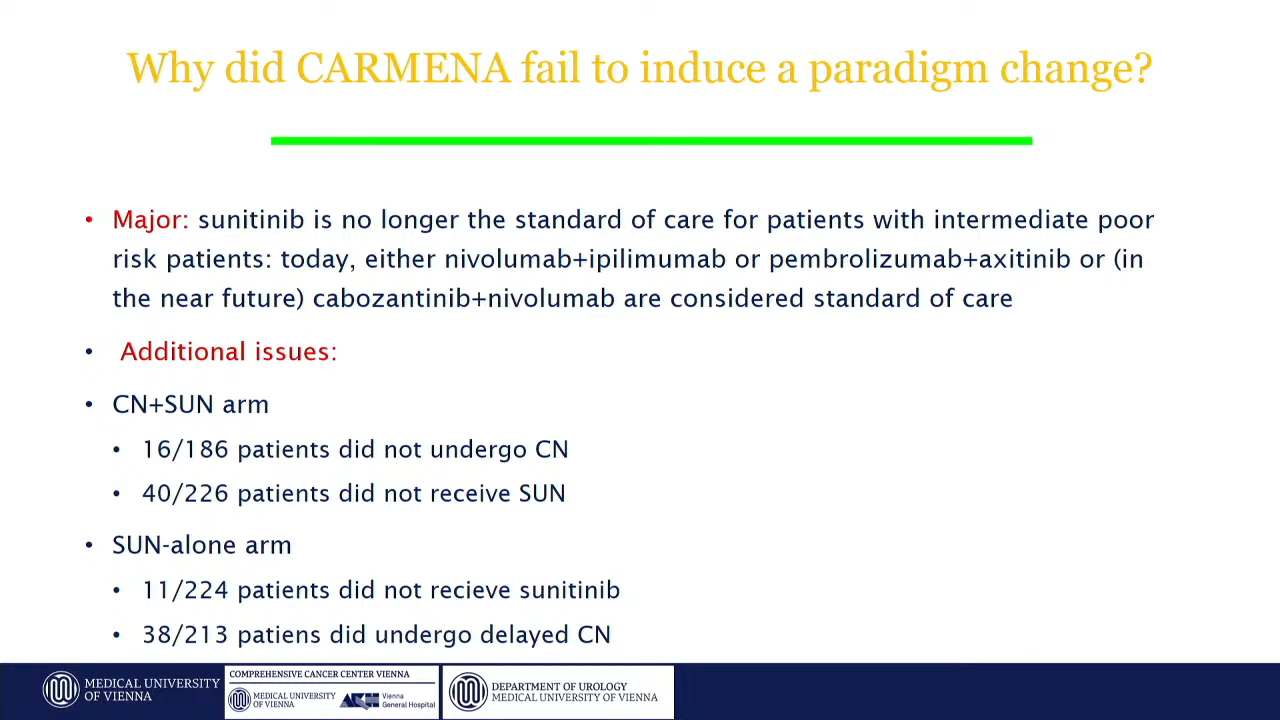 Why did CARMENA fail to induce a paradigm change?
• Major: sunitinib is no longer the standard of care for patients with intermediate poor
risk patients: today, either nivolumab+ipilimumab or pembrolizumab+axitinib or (in
the near future) cabozantinib+nivolumab are considered standard of care
• Additional issues:
• CN+SUN arm
• 16/186 patients did not undergo CN
• 40/226 patients did not receive SUN
• SUN-alone arm
• 11/224 patients did not recieve sunitinib
• 38/213 patiens did undergo delayed CN
MEDICAL UNIVERSITY
OF VIENNA
COMPREHENSIVE CANCER CENTER VIENNA
MEDICAL UNIVERSITY
OF VIENNA
Vienna
General Hospital
DEPARTMENT OF UROLOGY
MEDICAL UNIVERSITY OF VIENNA